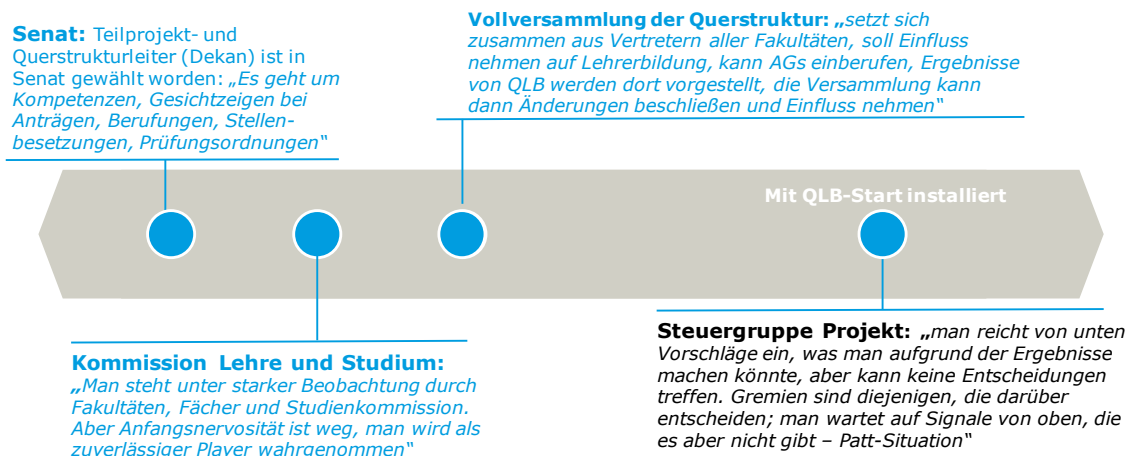 Senat: Teilprojekt- und
Querstrukturleiter (Dekan) ist in
Senat gewählt worden: „Es geht um
Kompetenzen, Gesichtzeigen bei
Anträgen, Berufungen, Stellen-
besetzungen, Prüfungsordnungen“
Vollversammlung der Querstruktur: „setzt sich
zusammen aus Vertretern aller Fakultäten, soll Einfluss
nehmen auf Lehrerbildung, kann AGs einberufen, Ergebnisse
von QLB werden dort vorgestellt, die Versammlung kann
dann Änderungen beschließen und Einfluss nehmen“
Mit QLB-Start installiert
Kommission Lehre und Studium:
„Man steht unter starker Beobachtung durch
Fakultäten, Fächer und Studienkommission.
Aber Anfangsnervosität ist weg, man wird als
zuverlässiger Player wahrgenommen“
Steuergruppe Projekt: „man reicht von unten
Vorschläge ein, was man aufgrund der Ergebnisse
machen könnte, aber kann keine Entscheidungen
treffen. Gremien sind diejenigen, die darüber
entscheiden; man wartet auf Signale von oben, die
es aber nicht gibt – Patt-Situation“